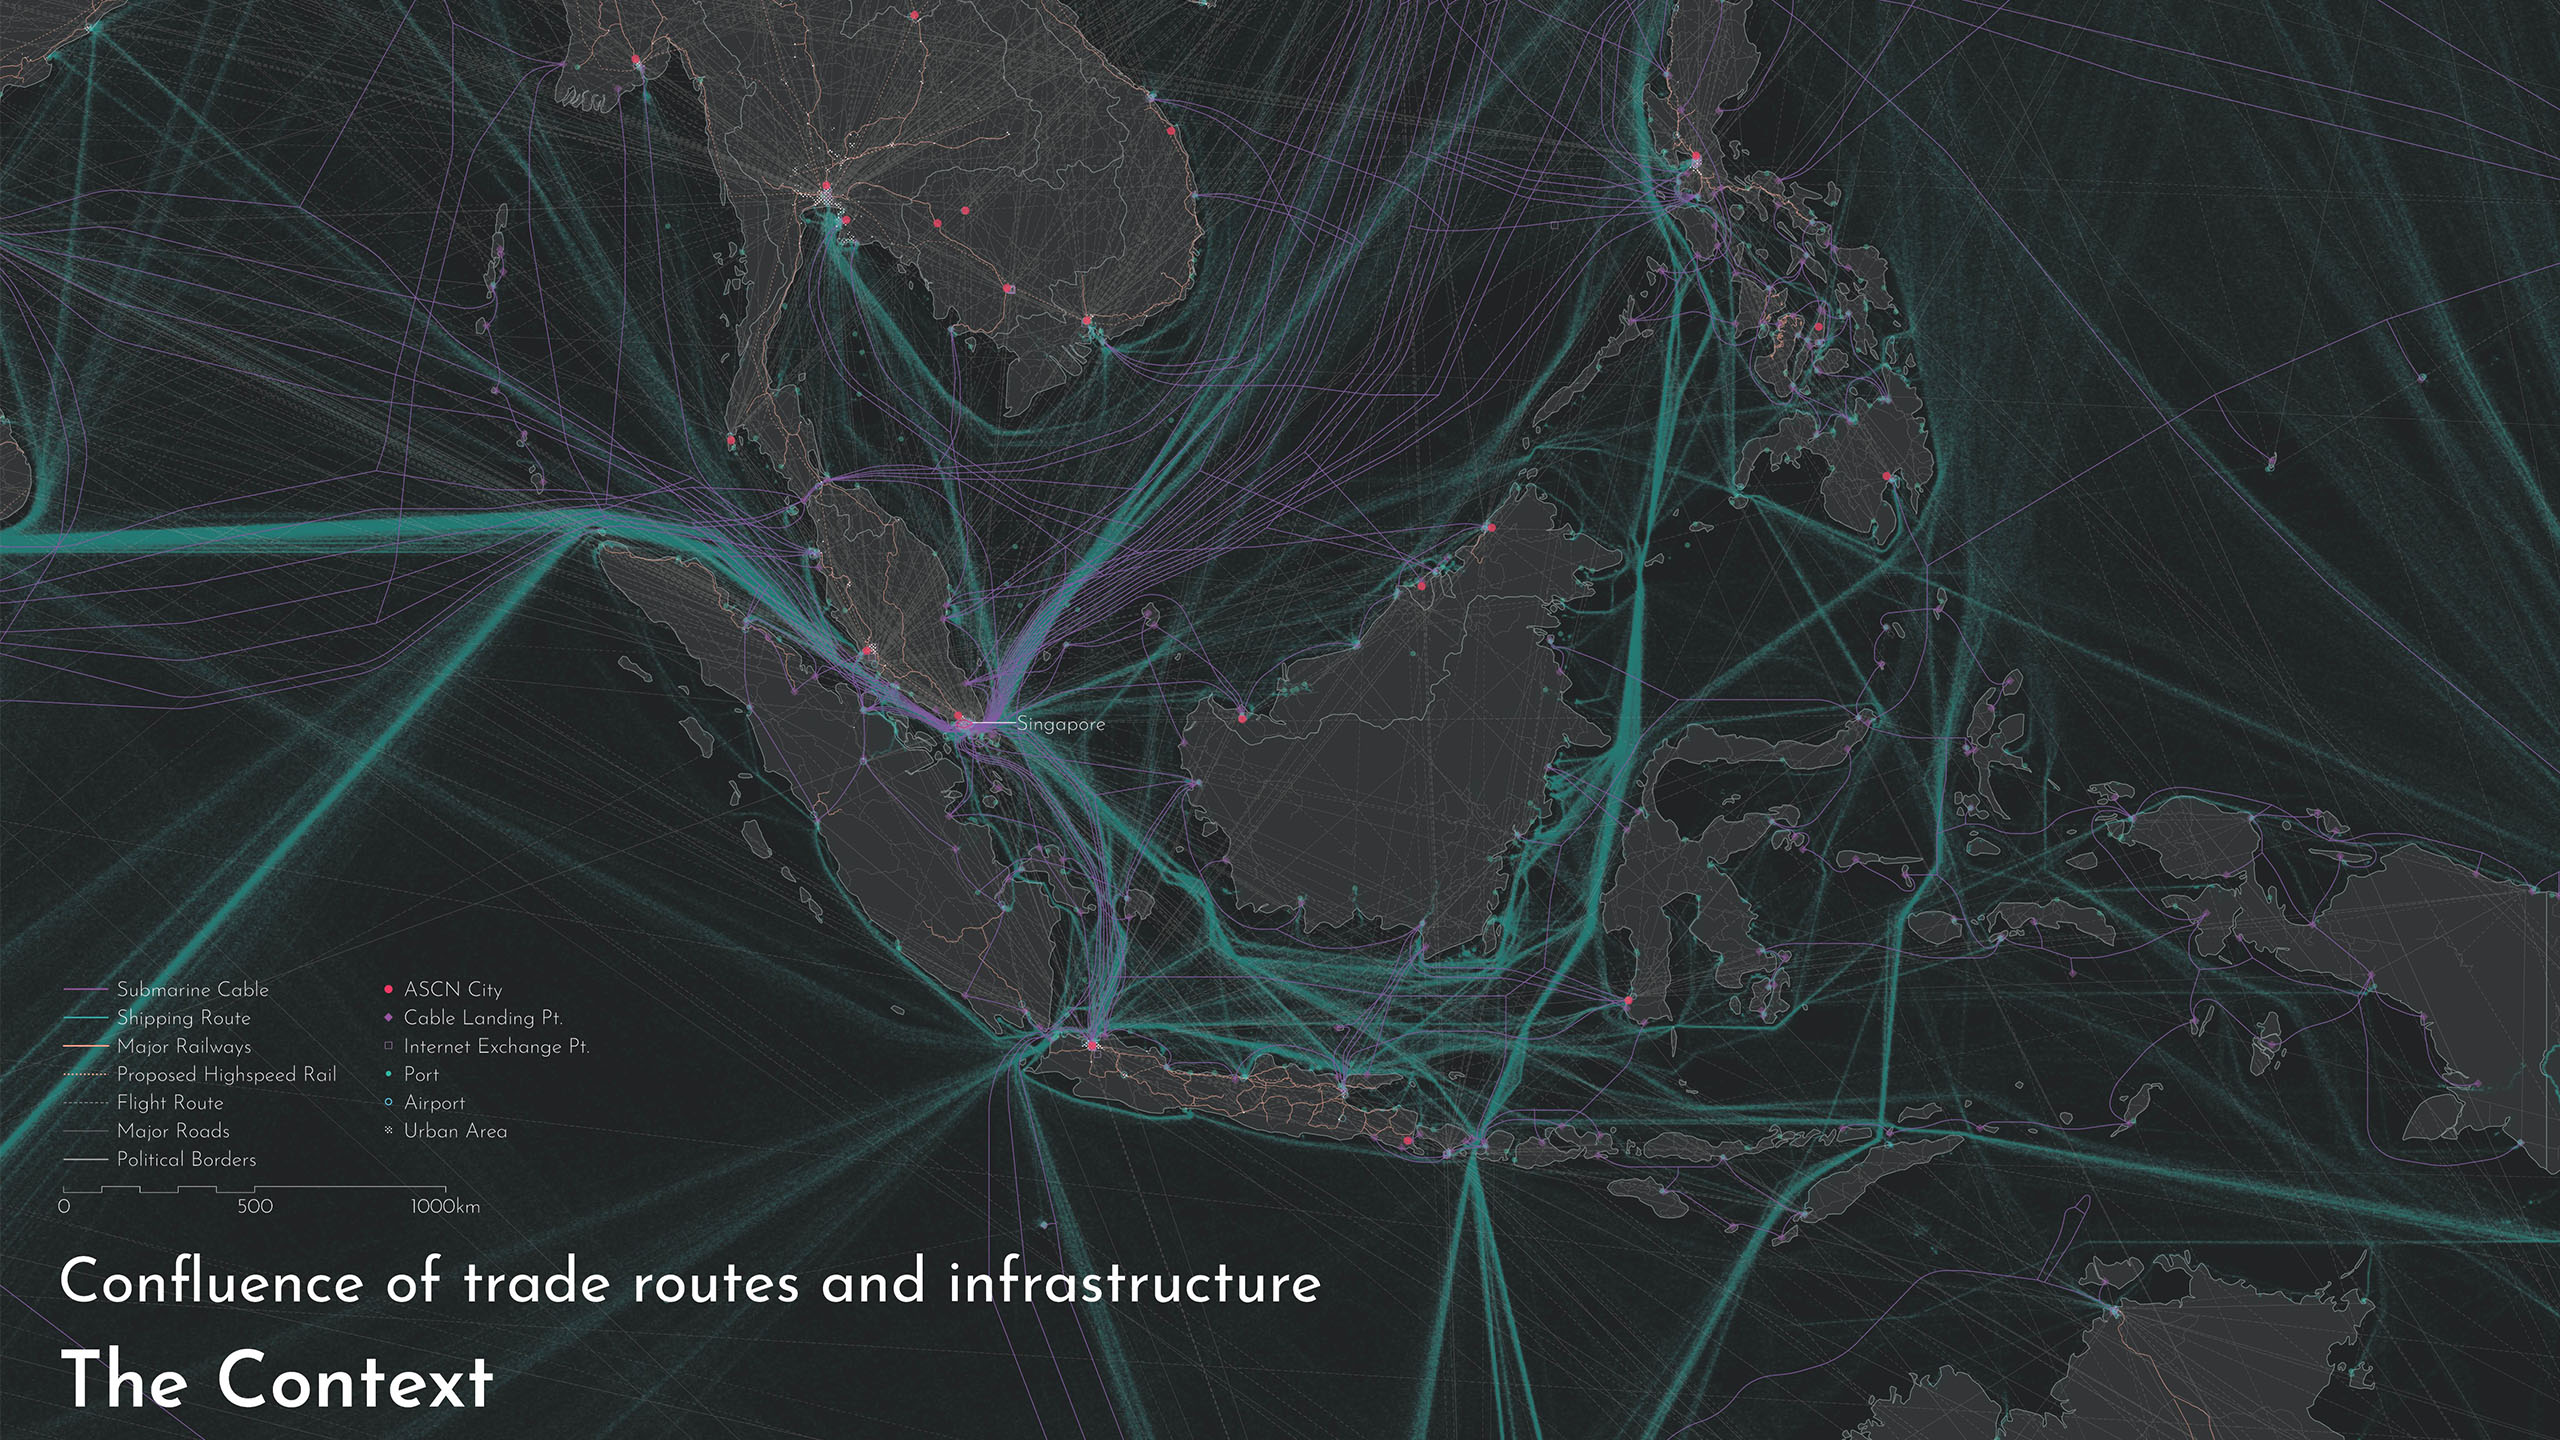 Singapore
Submarine Cable
Shipping Route
Major Railways
Proposed Highspeed Rail
Flight Route
Major Roads
Political Borders
ASCN City
Cable Landing Pt.
Internet Exchange Pt.
Port
Airport
Urban Area
0 500 1000km
Confluence of trade routes and infrastructure
The Context